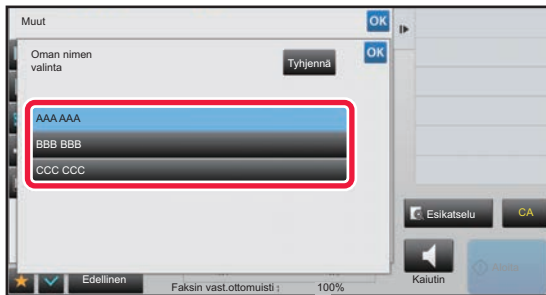 Muut
OK
Oman nimen
valinta
Tyhjennä
OK
AAA AAA
BBB BBB
CCC CCC
Esikatselu
CA
Edellinen
Faksin vast.ottomuisti :
100%
Kaiutin